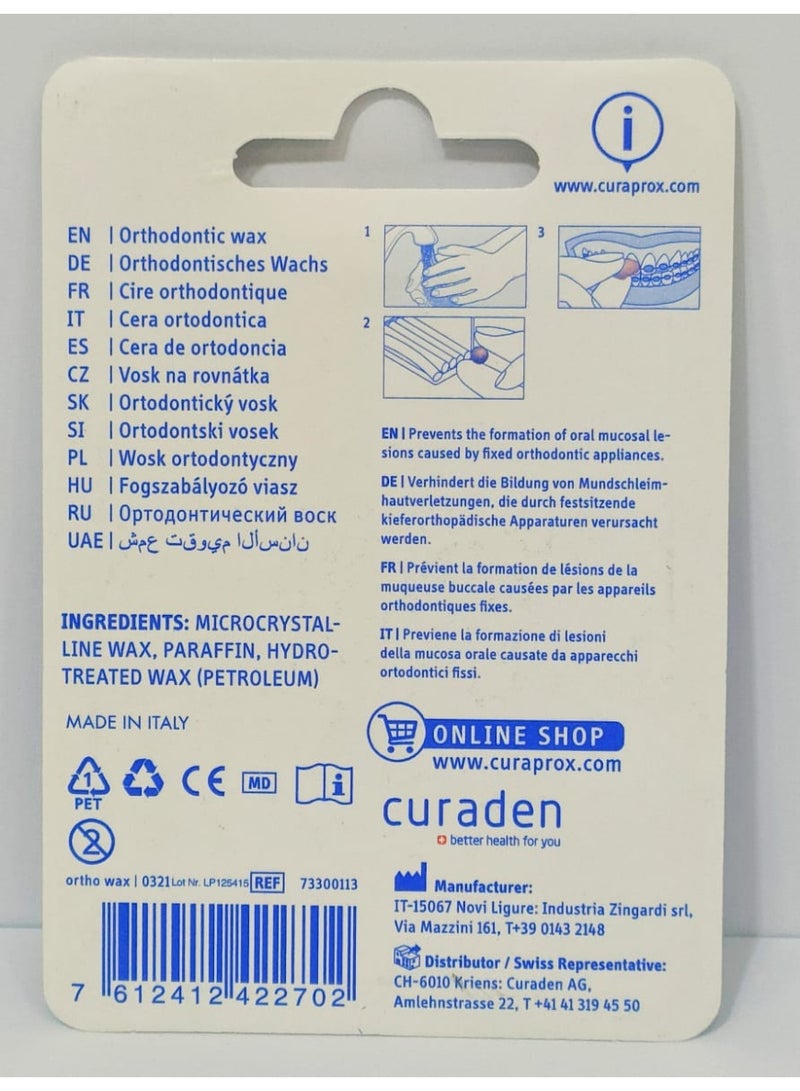 www.curaprox.com
EN | Orthodontic wax
DE | Orthodontisches Wachs
FR | Cire orthodontique
IT | Cera ortodontica
ES | Cera de ortodoncia
CZ | Vosk na rovnátka
SK | Ortodontický vosk
SI | Ortodontski vosek
PL | Wosk ortodontyczny
HU | Fogszabályozó viasz
RU | Ортодонтический воск
UAE | شمع تقويم الأسنان
INGREDIENTS: MICROCRYSTAL-
LINE WAX, PARAFFIN, HYDRO-
TREATED WAX (PETROLEUM)
MADE IN ITALY
1
PET
CE
MD
i
2
ortho wax | 0321 Lot Nr. LP125415 REF 73300113
7 612412 422702
i
1
3
2
EN | Prevents the formation of oral mucosal le-
sions caused by fixed orthodontic appliances.
DE | Verhindert die Bildung von Mundschleim-
hautverletzungen, die durch festsitzende
kieferorthopädische Apparaturen verursacht
werden.
FR | Prévient la formation de lésions de la
muqueuse buccale causées par les appareils
orthodontiques fixes.
IT | Previene la formazione di lesioni
della mucosa orale causate da apparecchi
ortodontici fissi.
ONLINE SHOP
www.curaprox.com
curaden
better health for you
Manufacturer:
IT-15067 Novi Ligure: Industria Zingardi srl,
Via Mazzini 161, T+39 0143 2148
Distributor / Swiss Representative:
CH-6010 Kriens: Curaden AG,
Amlehnstrasse 22, T +41 41 319 45 50